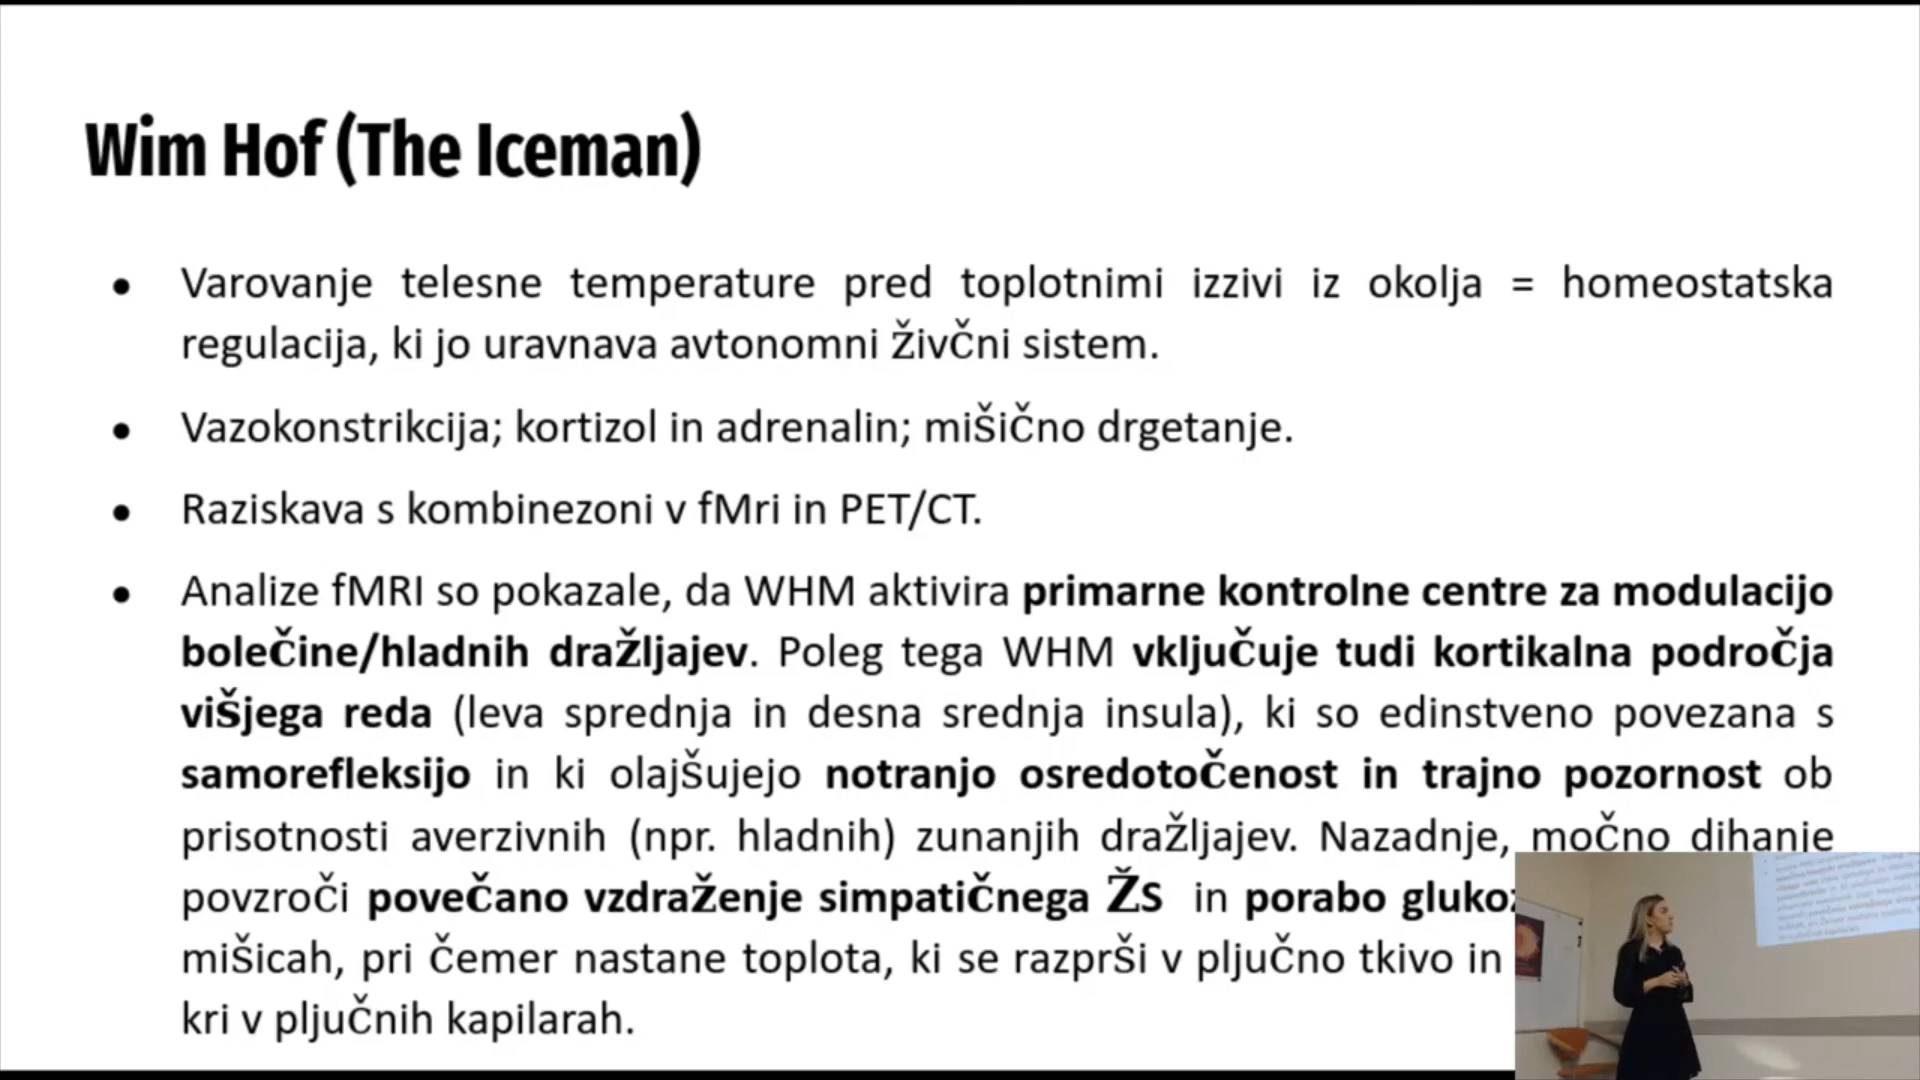 Wim Hof (The Iceman)
• Varovanje telesne temperature pred toplotnimi izzivi iz okolja = homeostatska
regulacija, ki jo uravnava avtonomni živčni sistem.
• Vazokonstrikcija; kortizol in adrenalin; mišično drgetanje.
• Raziskava s kombinezoni v fMri in PET/CT.
• Analize fMRI so pokazale, da WHM aktivira primarne kontrolne centre za modulacijo
bolečine/hladnih dražljajev. Poleg tega WHM vključuje tudi kortikalna področja
višjega reda (leva sprednja in desna srednja insula), ki so edinstveno povezana s
samorefleksijo in ki olajšujejo notranjo osredotočenost in trajno pozornost ob
prisotnosti averzivnih (npr. hladnih) zunanjih dražljajev. Nazadnje, močno dihanje
povzroči povečano vzdraženje simpatičnega ŽS in porabo
mišicah, pri čemer nastane toplota, ki se razprši v pljučno tkivo in
kri v pljučnih kapilarah.